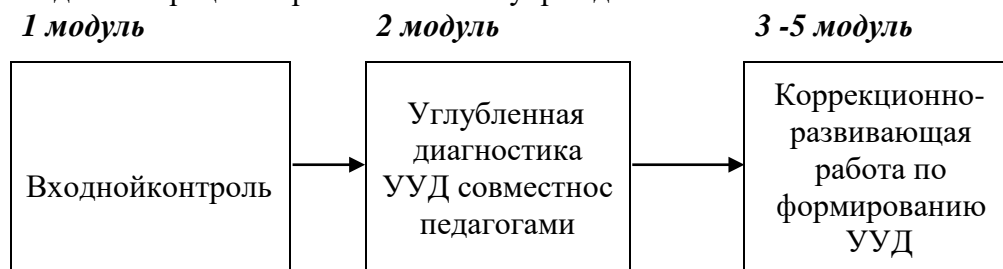 1 модуль
2 модуль
3 -5 модуль
Входнойконтроль
Углубленная
диагностика
УУД совместнос
педагогами
Коррекционно-
развивающая
работа по
формированию
УУД